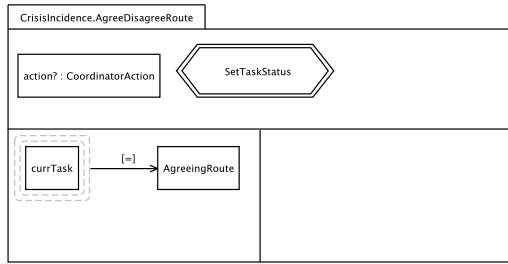 CrisisIncidence.AgreeDisagreeRoute
action? : CoordinatorAction
SetTaskStatus
currTask
[=]
AgreeingRoute